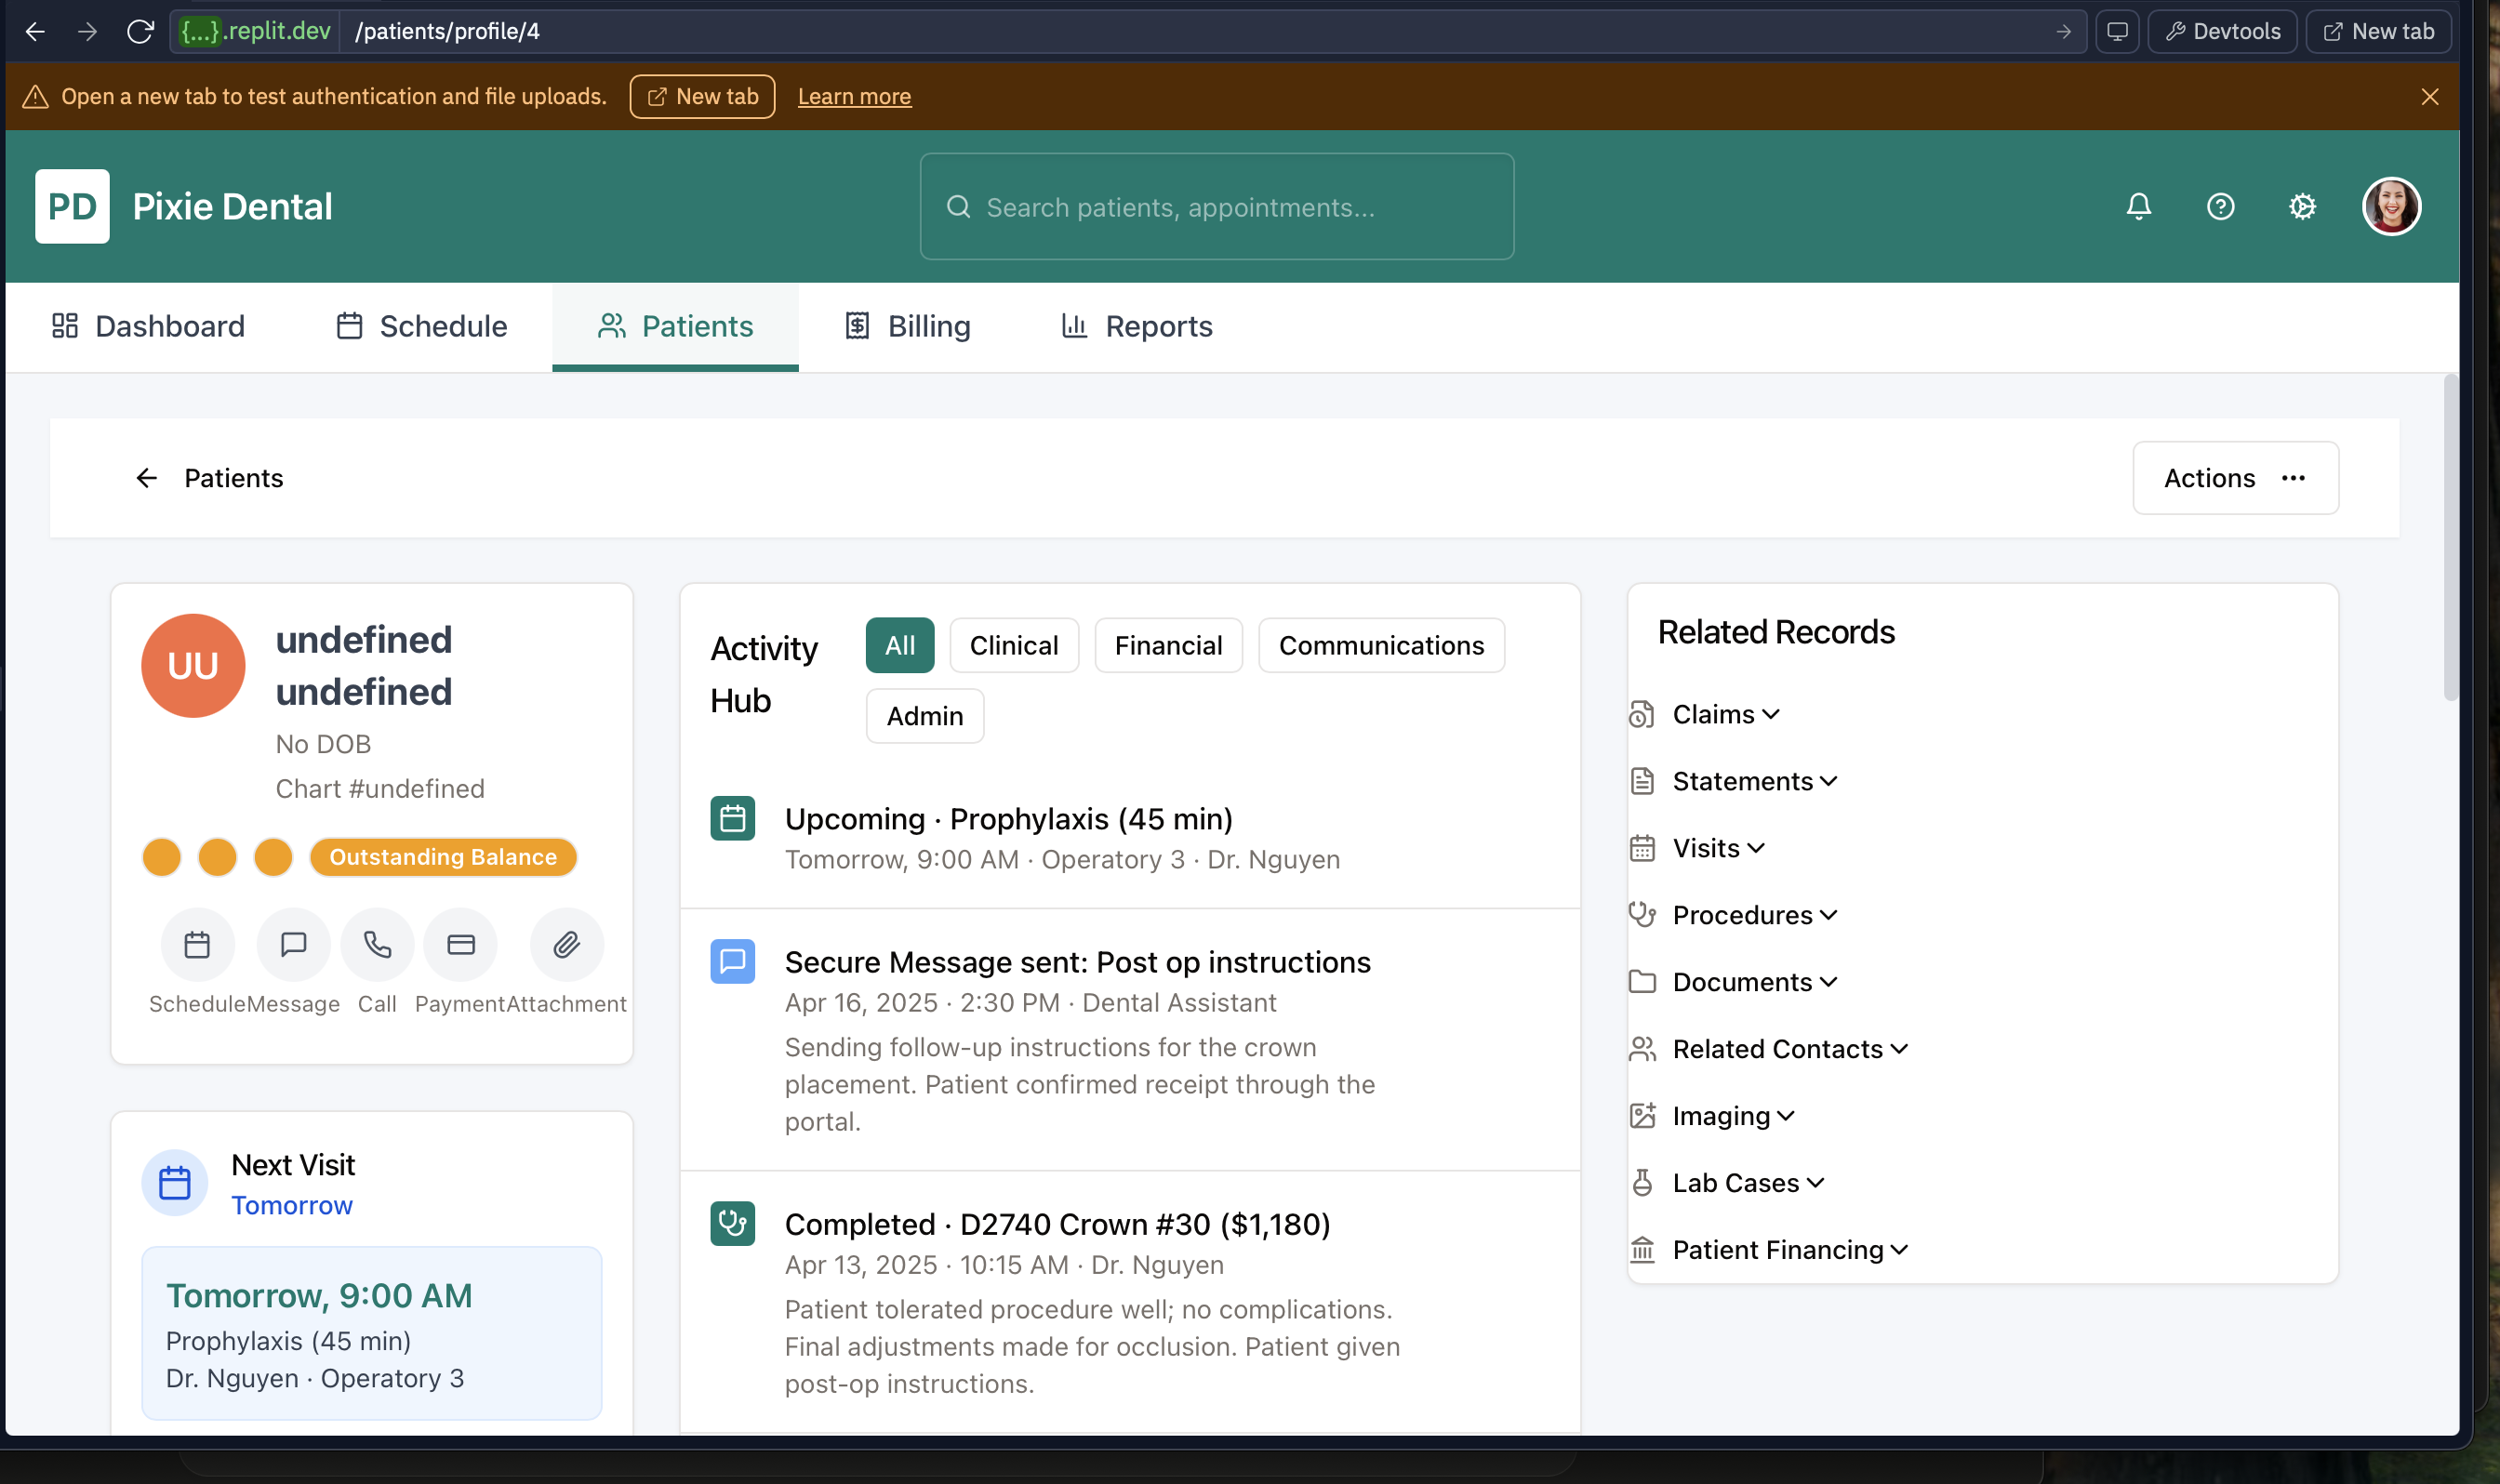 {...}.replit.dev /patients/profile/4 Devtools New tab
Open a new tab to test authentication and file uploads. New tab Learn more
PD Pixie Dental Search patients, appointments...
Dashboard Schedule Patients Billing Reports
Patients Actions
UU
undefined
undefined
No DOB
Chart #undefined
Outstanding Balance
Schedule Message Call Payment Attachment
Next Visit
Tomorrow
Tomorrow, 9:00 AM
Prophylaxis (45 min)
Dr. Nguyen · Operatory 3
Activity
Hub
All Clinical Financial Communications
Admin
Upcoming · Prophylaxis (45 min)
Tomorrow, 9:00 AM · Operatory 3 · Dr. Nguyen
Secure Message sent: Post op instructions
Apr 16, 2025 · 2:30 PM · Dental Assistant
Sending follow-up instructions for the crown
placement. Patient confirmed receipt through the
portal.
Completed · D2740 Crown #30 ($1,180)
Apr 13, 2025 · 10:15 AM · Dr. Nguyen
Patient tolerated procedure well; no complications.
Final adjustments made for occlusion. Patient given
post-op instructions.
Related Records
Claims
Statements
Visits
Procedures
Documents
Related Contacts
Imaging
Lab Cases
Patient Financing